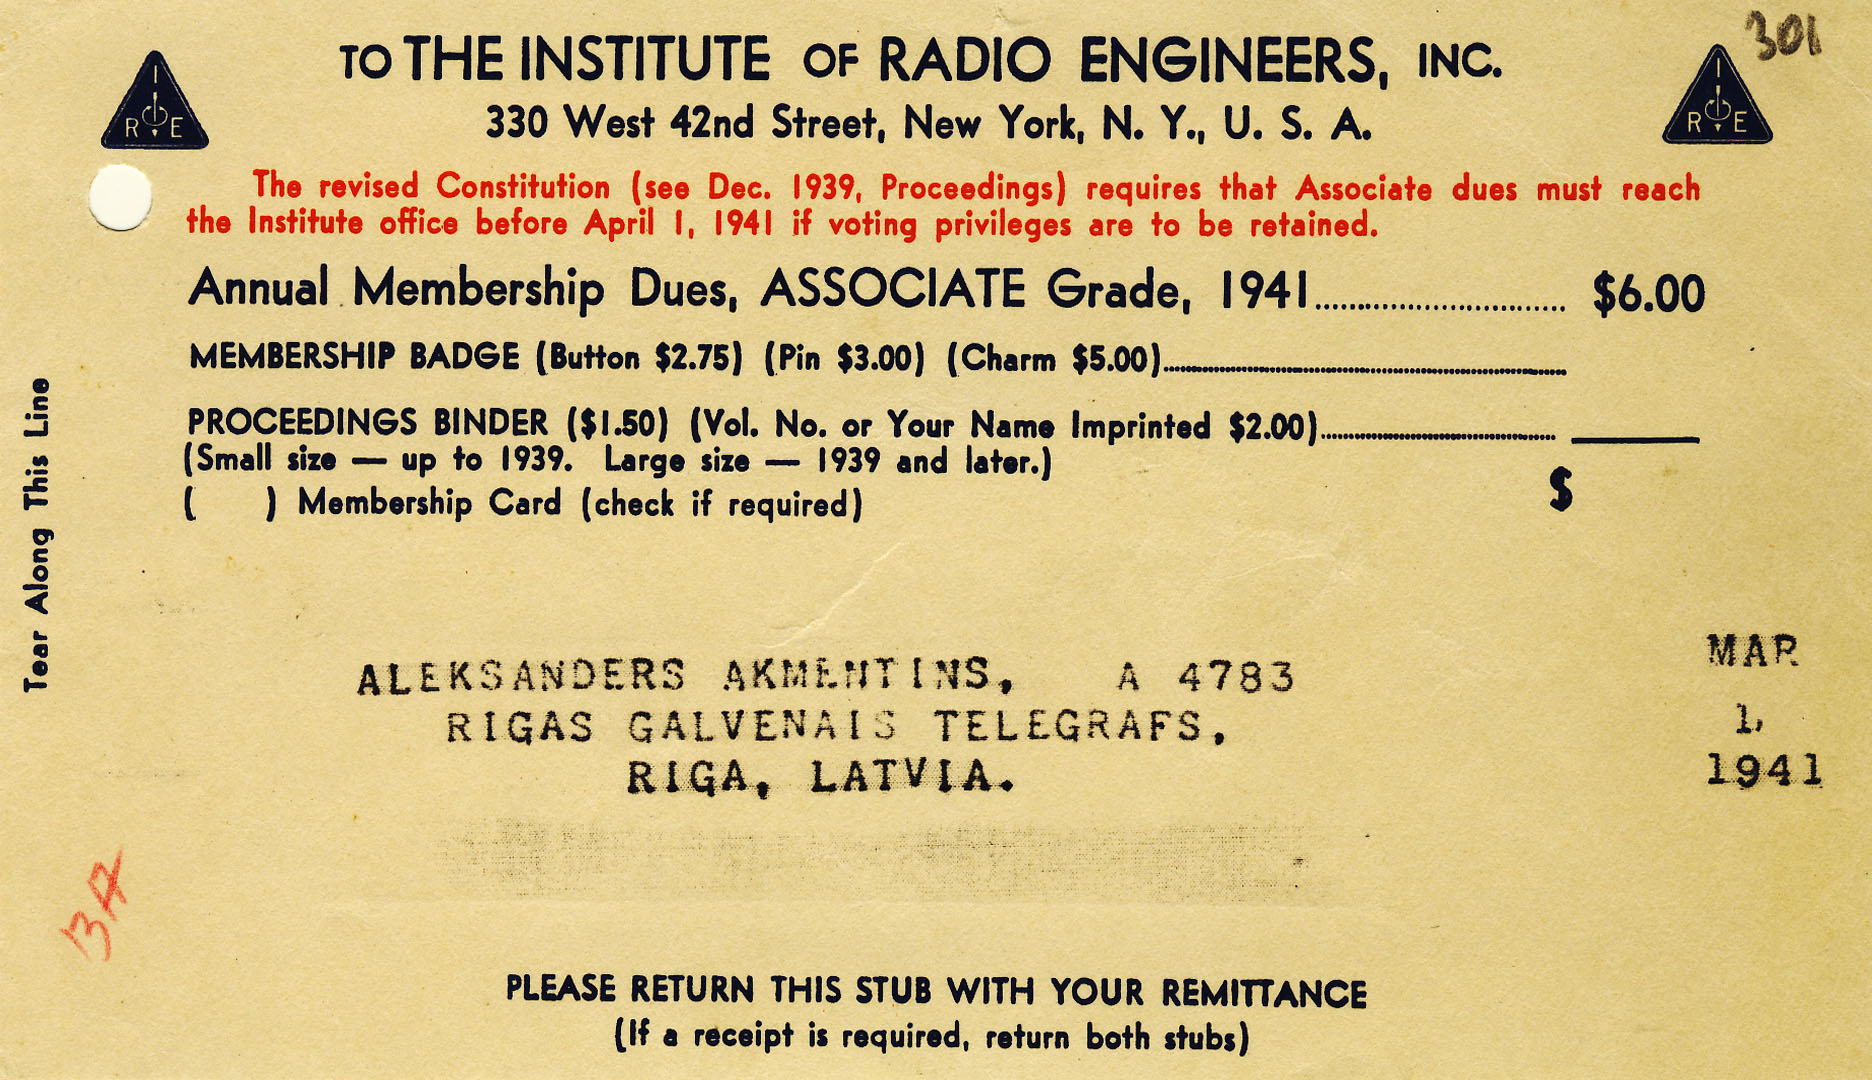 301
I
R E
I
R E
TO THE INSTITUTE OF RADIO ENGINEERS, INC.
330 West 42nd Street, New York, N. Y., U. S. A.
The revised Constitution (see Dec. 1939, Proceedings) requires that Associate dues must reach
the Institute office before April 1, 1941 if voting privileges are to be retained.
Annual Membership Dues, ASSOCIATE Grade, 1941.............................. $6.00
MEMBERSHIP BADGE (Button $2.75) (Pin $3.00) (Charm $5.00)..............................
PROCEEDINGS BINDER ($1.50) (Vol. No. or Your Name Imprinted $2.00).............................. ______
(Small size — up to 1939. Large size — 1939 and later.)
$
( ) Membership Card (check if required)
Tear Along This Line
ALEKSANDERS AKMENTINS, A 4783
RIGAS GALVENAIS TELEGRAFS,
RIGA, LATVIA.
MAR
1,
1941
PLEASE RETURN THIS STUB WITH YOUR REMITTANCE
(If a receipt is required, return both stubs)